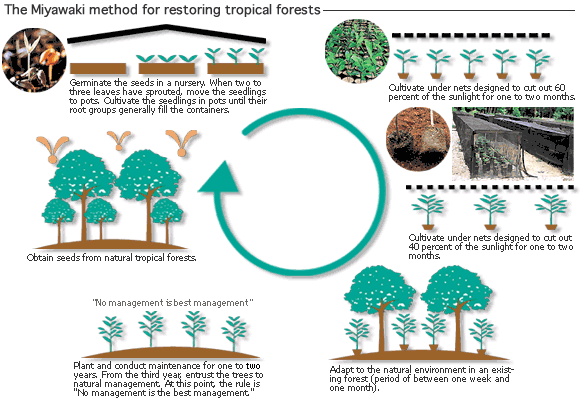 The Miyawaki method for restoring tropical forests
Germinate the seeds in a nursery. When two to
three leaves have sprouted, move the seedlings
to pots. Cultivate the seedlings in pots until their
root groups generally fill the containers.
Cultivate under nets designed to cut out 60
percent of the sunlight for one to two months.
Cultivate under nets designed to cut out
40 percent of the sunlight for one to two
months.
Adapt to the natural environment in an exist-
ing forest (period of between one week and
one month).
"No management is best management"
Plant and conduct maintenance for one to two
years. From the third year, entrust the trees to
natural management. At this point, the rule is
"No management is the best management."
Obtain seeds from natural tropical forests.